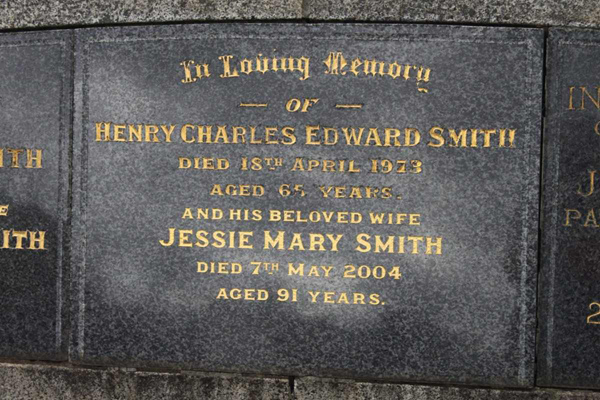 In Loving Memory
— OF —
HENRY CHARLES EDWARD SMITH
DIED 18TH APRIL 1973
AGED 65 YEARS.
AND HIS BELOVED WIFE
JESSIE MARY SMITH
DIED 7TH MAY 2004
AGED 91 YEARS.